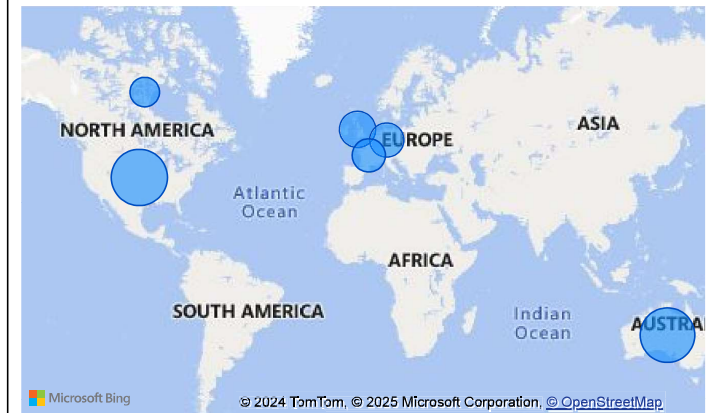 NORTH AMERICA
EUROPE
ASIA
Atlantic
Ocean
AFRICA
SOUTH AMERICA
Indian
Ocean
AUSTRA
Microsoft Bing
© 2024 TomTom, © 2025 Microsoft Corporation, © OpenStreetMap